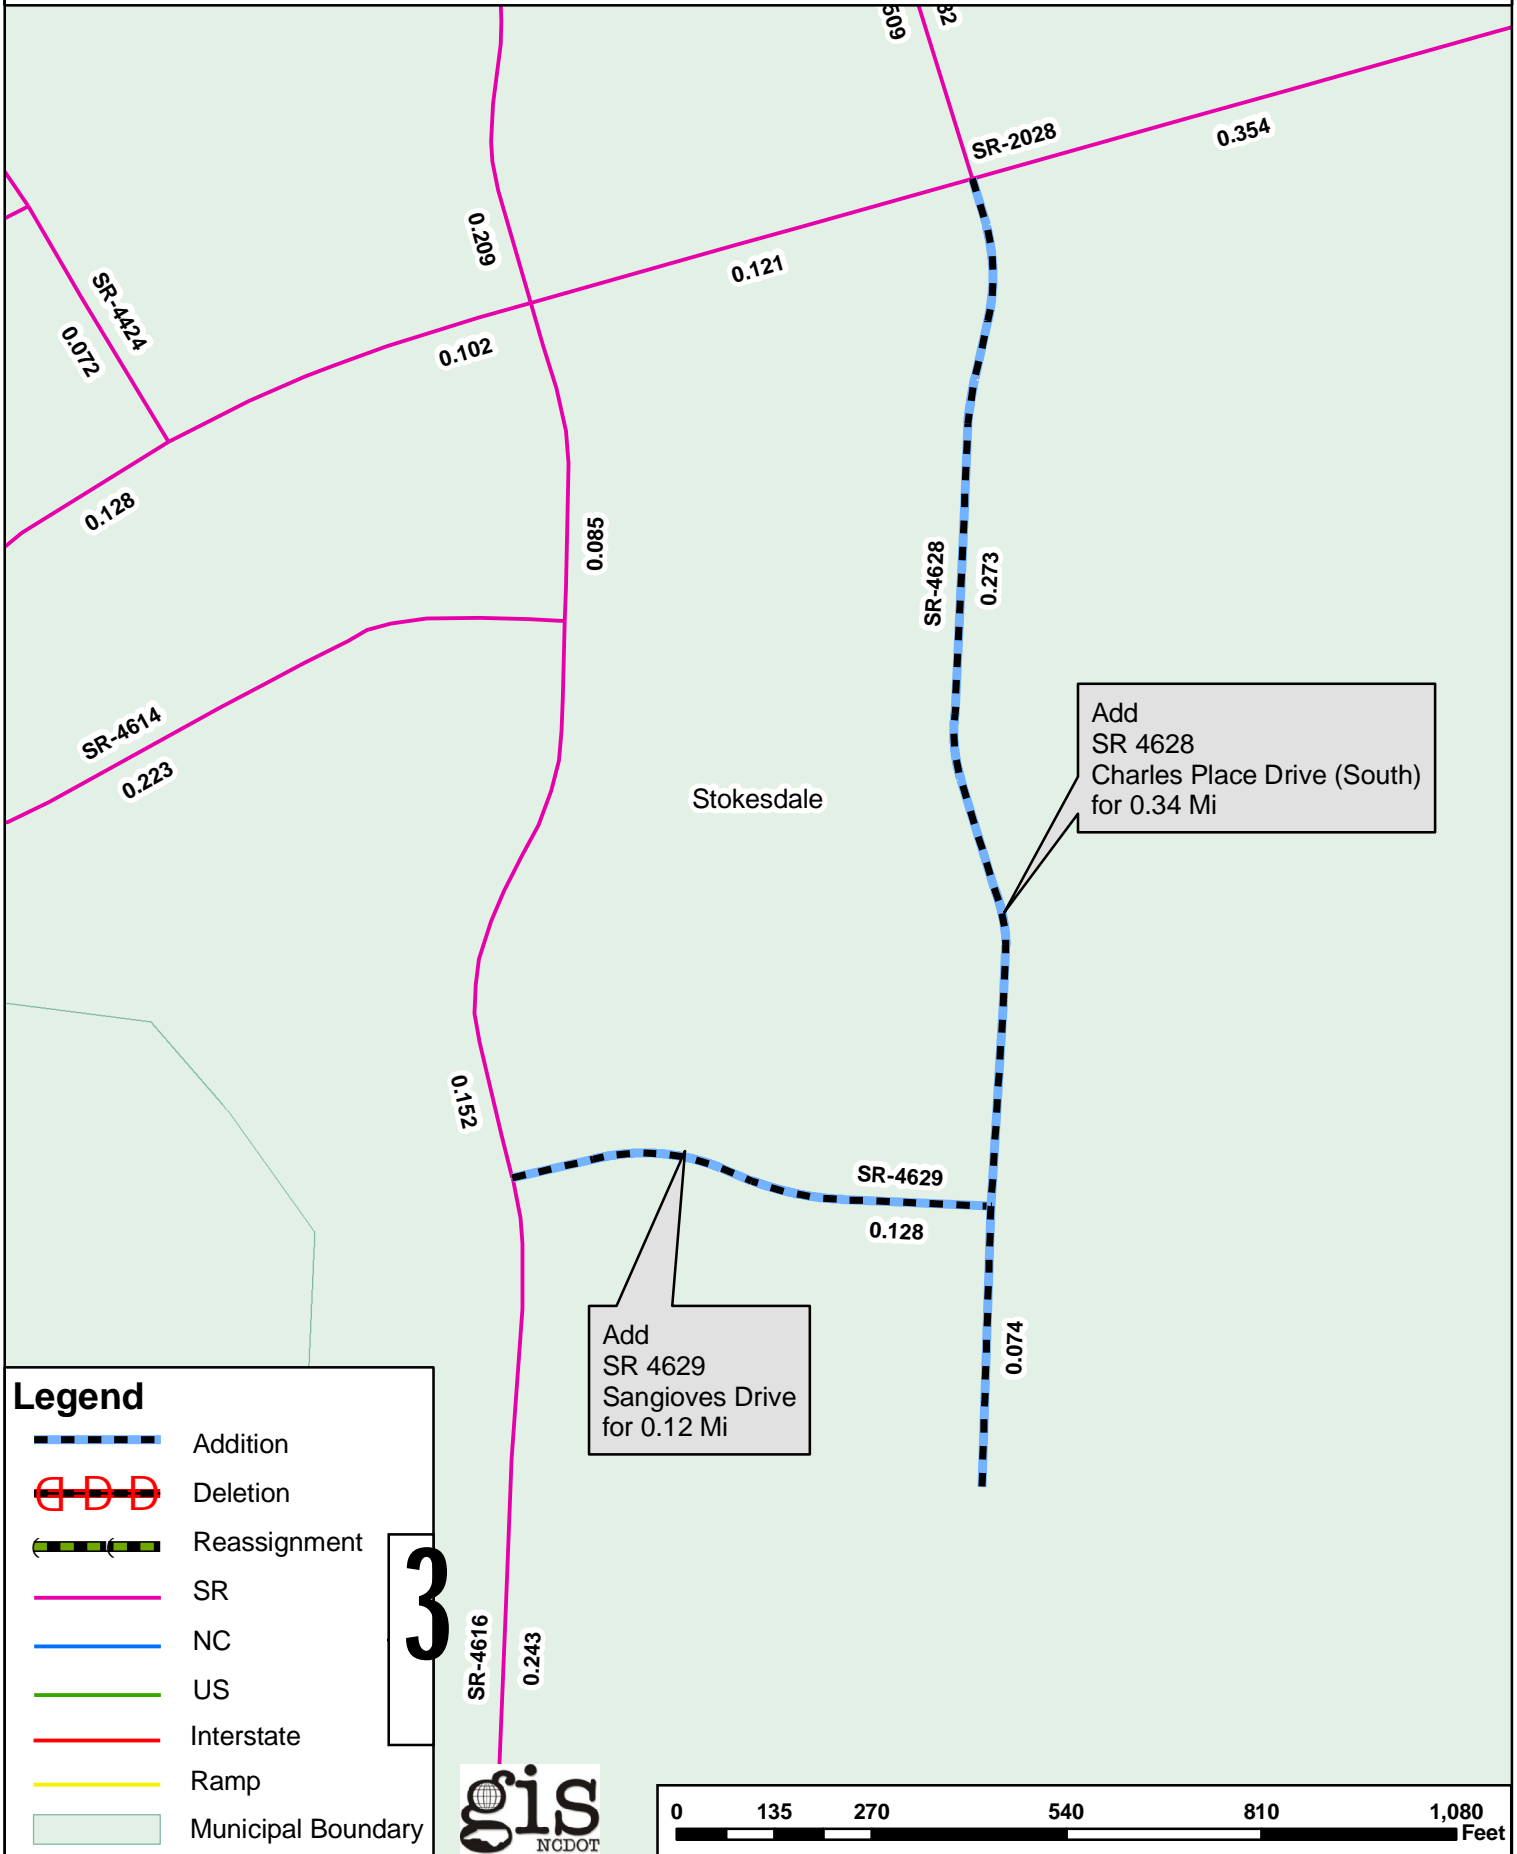 509
SR-2028
0.354
0.209
0.121
SR-4424
0.072
0.102
0.128
0.085
SR-4628
0.273
SR-4614
0.223
Stokesdale
Add
SR 4628
Charles Place Drive (South)
for 0.34 Mi
0.152
SR-4629
0.128
Add
SR 4629
Sangioves Drive
for 0.12 Mi
0.074
SR-4616
0.243
Legend
Addition
D D D
Deletion
Reassignment
SR
NC
US
Interstate
Ramp
Municipal Boundary
3
gis
NCDOT
0 135 270 540 810 1,080
Feet